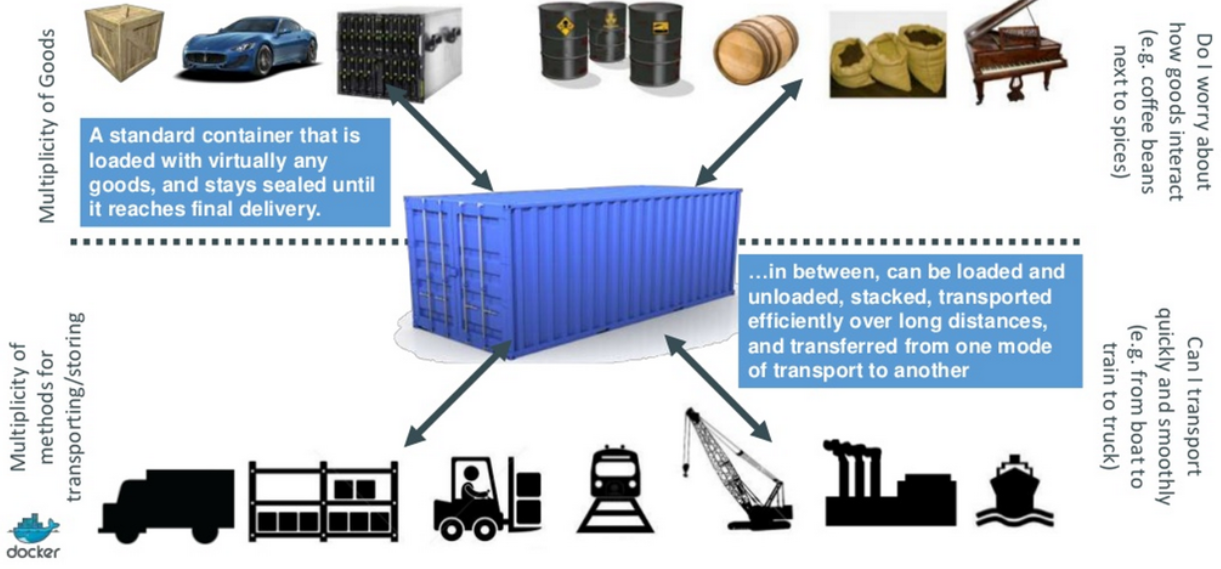 Multiplicity of Goods
Do I worry about
how goods interact
(e.g. coffee beans
next to spices)
A standard container that is
loaded with virtually any
goods, and stays sealed until
it reaches final delivery.
…in between, can be loaded and
unloaded, stacked, transported
efficiently over long distances,
and transferred from one mode
of transport to another
Multiplicity of
methods for
transporting/storing
Can I transport
quickly and smoothly
(e.g. from boat to
train to truck)
docker